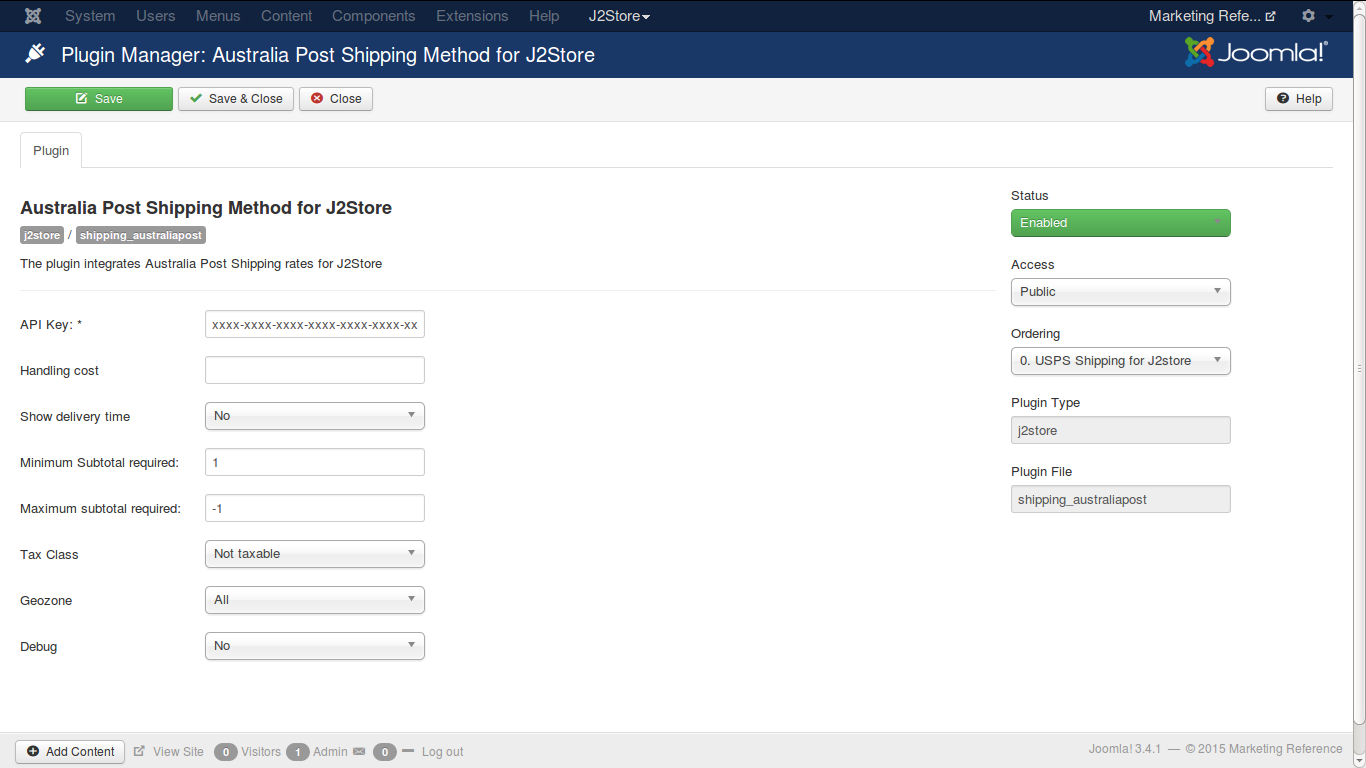 System Users Menus Content Components Extensions Help J2Store Marketing Refe...
Plugin Manager: Australia Post Shipping Method for J2Store Joomla!®
Save Save & Close Close Help
Plugin
Australia Post Shipping Method for J2Store
j2store / shipping_australiapost
The plugin integrates Australia Post Shipping rates for J2Store
API Key: * xxxx-xxxx-xxxx-xxxx-xxxx-xxxx-xx
Handling cost
Show delivery time No
Minimum Subtotal required: 1
Maximum subtotal required: -1
Tax Class Not taxable
Geozone All
Debug No
Status
Enabled
Access
Public
Ordering
0. USPS Shipping for J2store
Plugin Type
j2store
Plugin File
shipping_australiapost
Add Content View Site 0 Visitors 1 Admin 0 Log out Joomla! 3.4.1 — © 2015 Marketing Reference